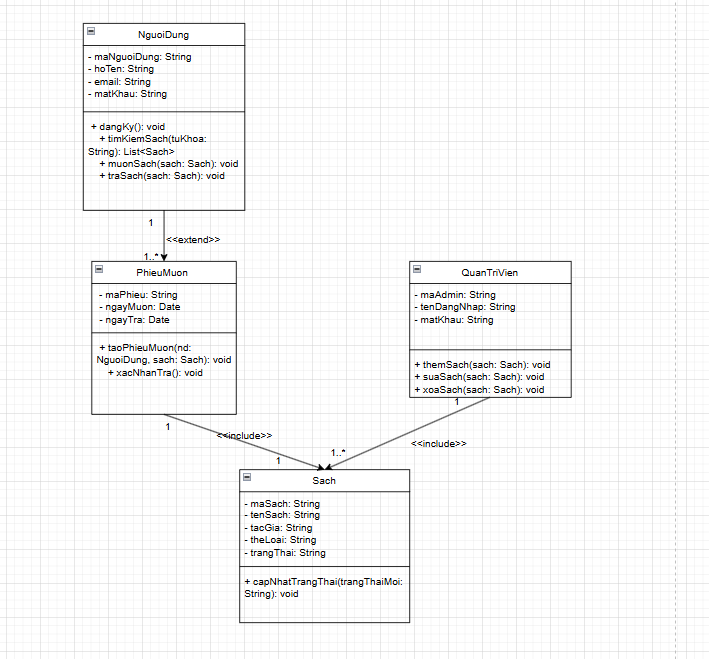 NguoiDung
- maNguoiDung: String
- hoTen: String
- email: String
- matKhau: String
+ dangKy(): void
+ timKiemSach(tuKhoa:
String): List<Sach>
+ muonSach(sach: Sach): void
+ traSach(sach: Sach): void
1
<<extend>>
1..*
PhieuMuon
- maPhieu: String
- ngayMuon: Date
- ngayTra: Date
+ taoPhieuMuon(nd:
NguoiDung, sach: Sach): void
+ xacNhanTra(): void
QuanTriVien
- maAdmin: String
- tenDangNhap: String
- matKhau: String
+ themSach(sach: Sach): void
+ suaSach(sach: Sach): void
+ xoaSach(sach: Sach): void
1
<<include>>
1
1
<<include>>
1..*
Sach
- maSach: String
- tenSach: String
- tacGia: String
- theLoai: String
- trangThai: String
+ capNhatTrangThai(trangThaiMoi:
String): void